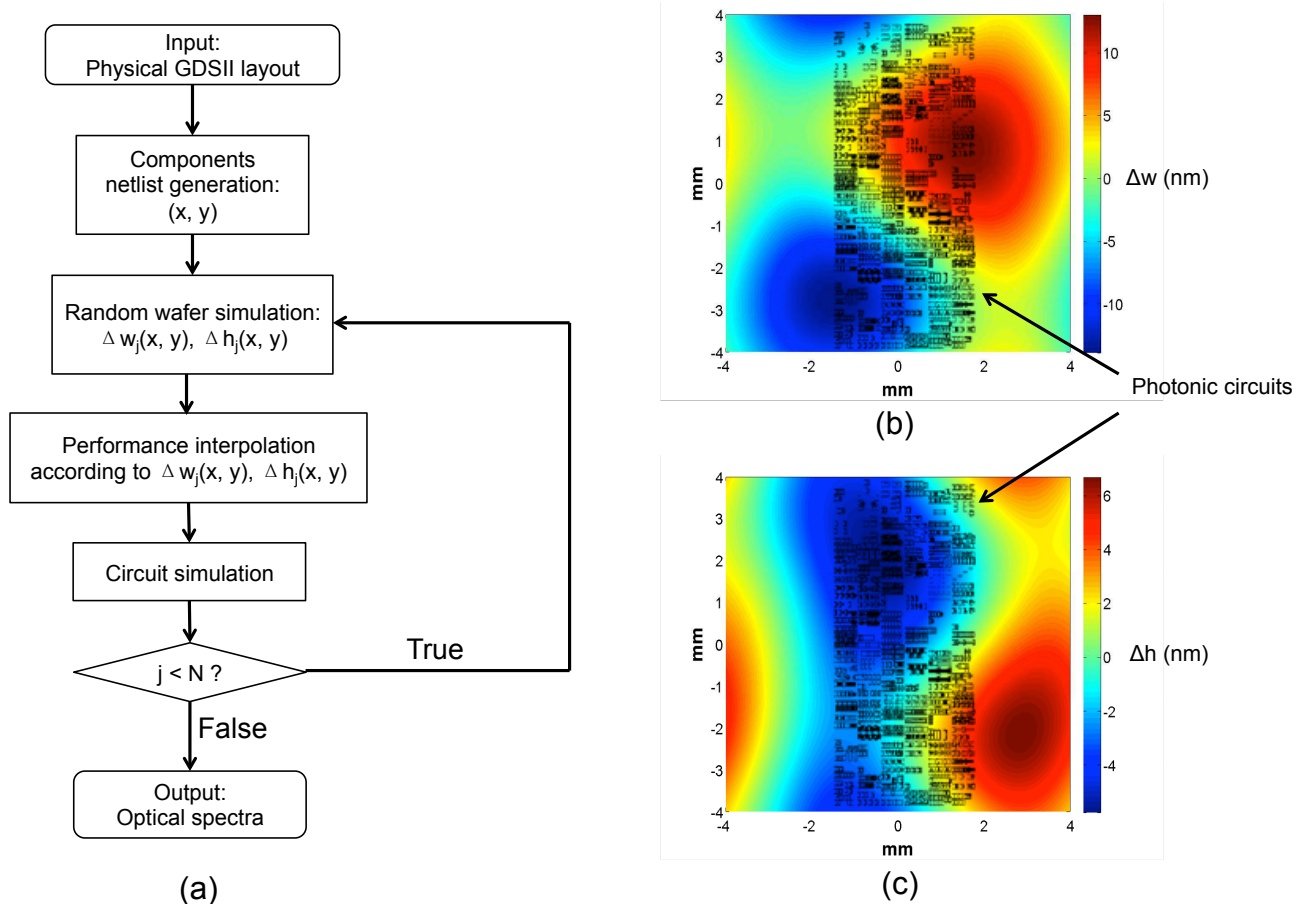 Input:
Physical GDSII layout
Components
netlist generation:
(x, y)
Random wafer simulation:
Δ wj(x, y), Δ hj(x, y)
Performance interpolation
according to Δ wj(x, y), Δ hj(x, y)
Circuit simulation
j < N ?
True
False
Output:
Optical spectra
(a)
4
3
2
1
0
-1
-2
-3
-4
mm
-4
-2
0
2
4
mm
10
5
0
-5
-10
Δw (nm)
(b)
Photonic circuits
4
3
2
1
0
-1
-2
-3
-4
mm
-4
-2
0
2
4
mm
6
4
2
0
-2
-4
Δh (nm)
(c)